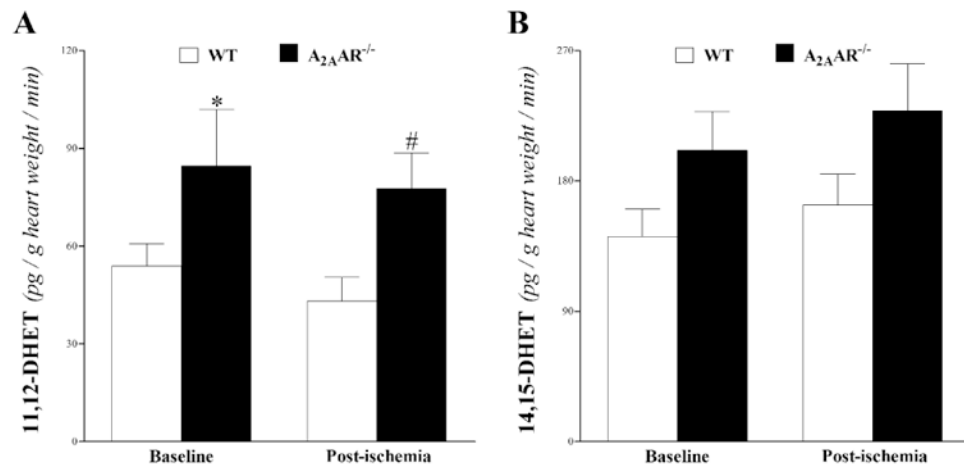 A
11,12-DHET (pg / g heart weight / min)
120
90
60
30
0
WT
A2AAR-/-
*
#
Baseline
Post-ischemia
B
14,15-DHET (pg / g heart weight / min)
270
180
90
0
WT
A2AAR-/-
Baseline
Post-ischemia